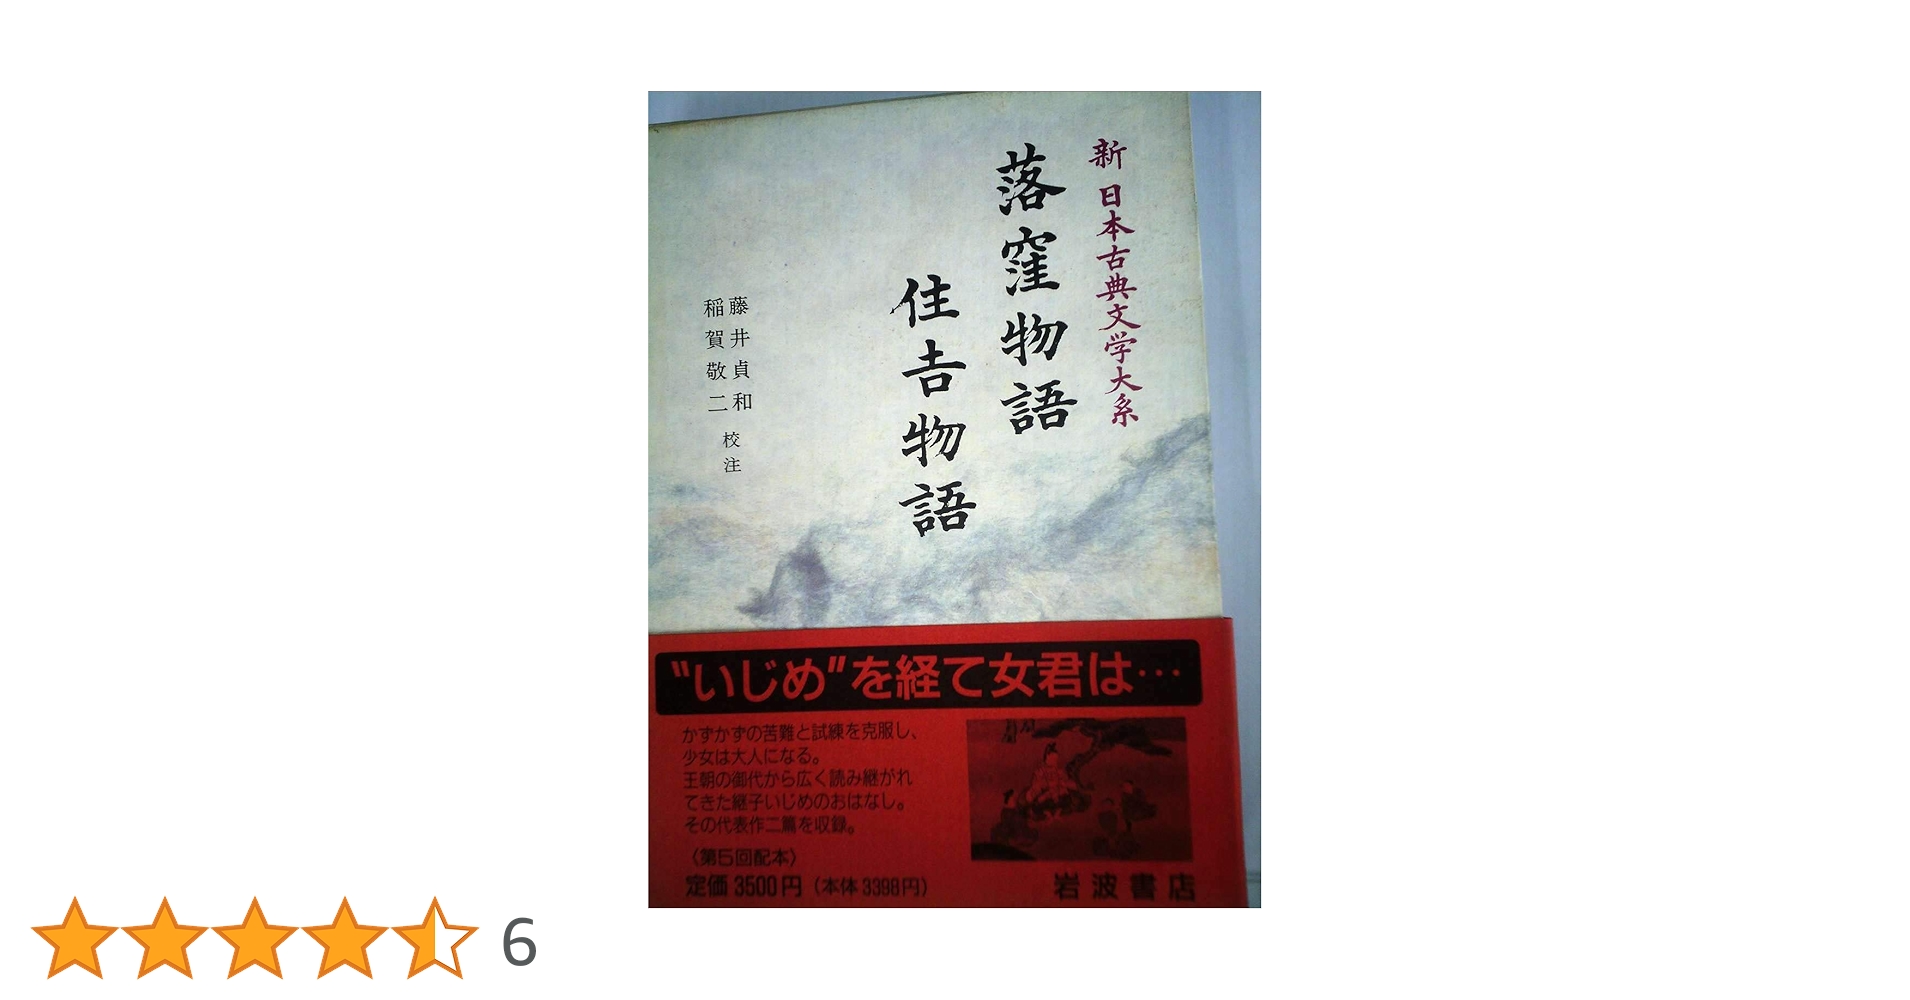 新 日本古典文学大系
落窪物語
住吉物語
藤井貞和
稲賀敬二
校注
"いじめ"を経て女君は…
かずかずの苦難と試練を克服し、
少女は大人になる。
王朝の御代から広く読み継がれ
てきた継子いじめのおはなし。
その代表作二篇を収録。
〈第5回配本〉
定価 3500円 (本体 3398円)
岩波書店
6